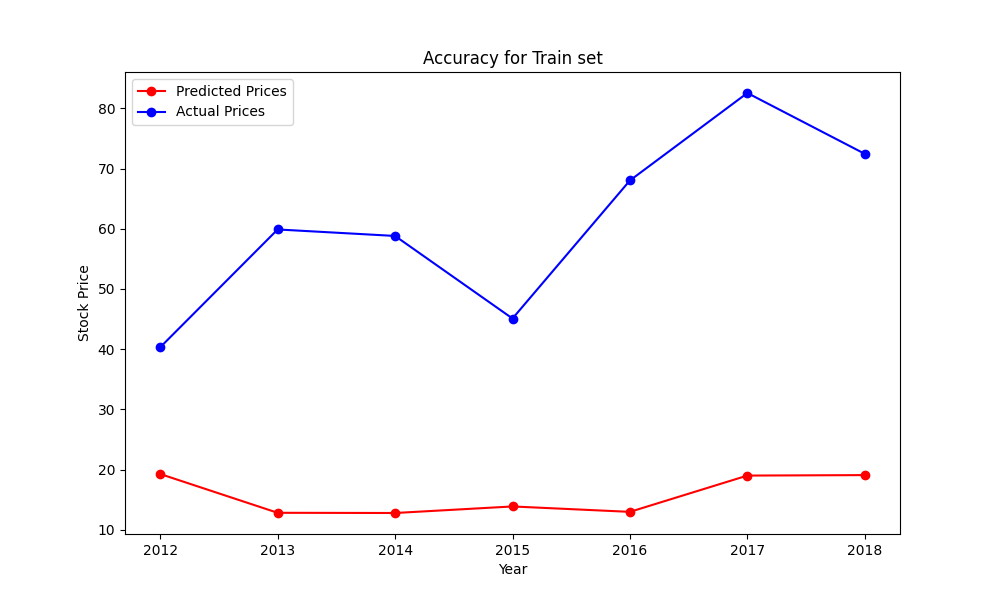 Accuracy for Train set
Predicted Prices
Actual Prices
80
70
60
50
40
30
20
10
Stock Price
2012 2013 2014 2015 2016 2017 2018
Year